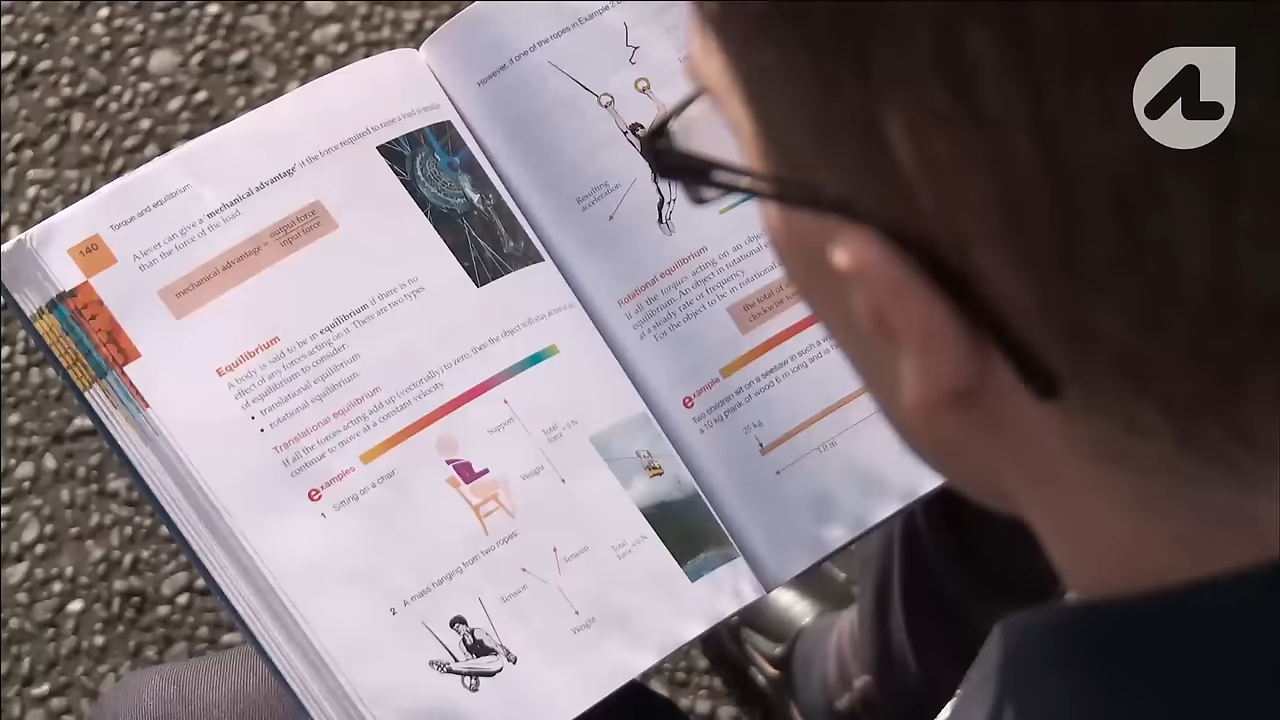 140
Torque and equilibrium
A lever can give a 'mechanical advantage' if the force required to raise a load is smaller
than the force of the load.
mechanical advantage = output force
input force
Equilibrium
A body is said to be in equilibrium if there is no
effect of any forces acting on it. There are two types
of equilibrium to consider:
• translational equilibrium
• rotational equilibrium.
Translational equilibrium
If all the forces acting add up (vectorially) to zero, then the object will stay at rest or
continue to move at a constant velocity.
examples
1 Sitting on a chair.
Support
Weight
Total
force = 0 N
2 A mass hanging from two ropes:
Tension
Tension
Weight
Total
force = 0 N
However, if one of the ropes in Example 2
Resulting
acceleration
Rotational equilibrium
If all the torques acting on an object
equilibrium. An object in rotational
at a steady rate or frequency.
For the object to be in rotational
the total of
clockwise
example
Two children sit on a seesaw in such a
a 10 kg plank of wood 6 m long and is
25 kg
3.0 m